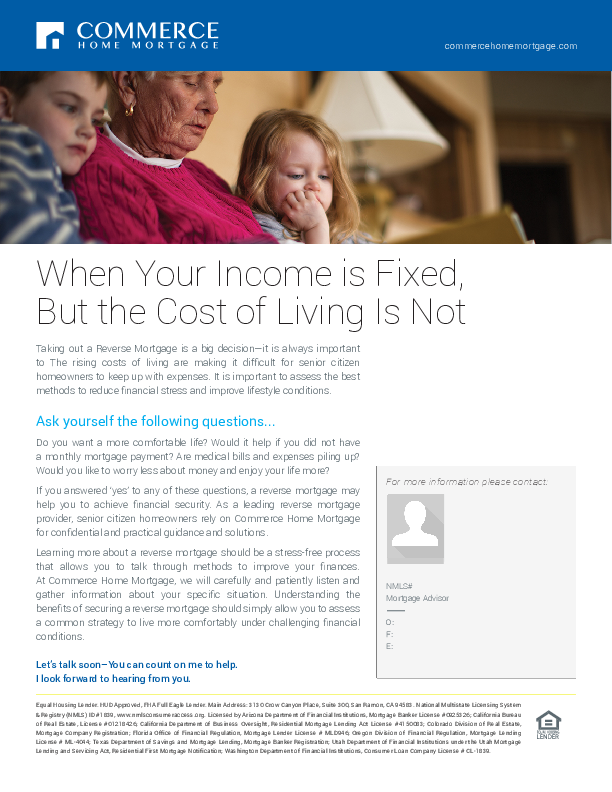 COMMERCE
HOME MORTGAGE
commercehomemortgage.com
When Your Income is Fixed,
But the Cost of Living Is Not
Taking out a Reverse Mortgage is a big decision—it is always important
to The rising costs of living are making it difficult for senior citizen
homeowners to keep up with expenses. It is important to assess the best
methods to reduce financial stress and improve lifestyle conditions.
Ask yourself the following questions...
Do you want a more comfortable life? Would it help if you did not have
a monthly mortgage payment? Are medical bills and expenses piling up?
Would you like to worry less about money and enjoy your life more?
If you answered 'yes' to any of these questions, a reverse mortgage may
help you to achieve financial security. As a leading reverse mortgage
provider, senior citizen homeowners rely on Commerce Home Mortgage
for confidential and practical guidance and solutions.
Learning more about a reverse mortgage should be a stress-free process
that allows you to talk through methods to improve your finances.
At Commerce Home Mortgage, we will carefully and patiently listen and
gather information about your specific situation. Understanding the
benefits of securing a reverse mortgage should simply allow you to assess
a common strategy to live more comfortably under challenging financial
conditions.
Let's talk soon—You can count on me to help.
I look forward to hearing from you.
For more information please contact:
NMLS#
Mortgage Advisor
O:
F:
E:
Equal Housing Lender. HUD Approved, FHA Full Eagle Lender. Main Address: 3130 Crow Canyon Place, Suite 300, San Ramon, CA 94583. National Multistate Licensing System
& Registry (NMLS) ID #1839, www.nmlsconsumeraccess.org. Licensed by Arizona Department of Financial Institutions, Mortgage Banker License #0925326; California Bureau
of Real Estate, License #01218426; California Department of Business Oversight, Residential Mortgage Lending Act License #4150083; Colorado Division of Real Estate,
Mortgage Company Registration; Florida Office of Financial Regulation, Mortgage Lender License # MLD946; Oregon Division of Financial Regulation, Mortgage Lending
License # ML-4044; Texas Department of Savings and Mortgage Lending, Mortgage Banker Registration; Utah Department of Financial Institutions under the Utah Mortgage
Lending and Servicing Act, Residential First Mortgage Notification; Washington Department of Financial Institutions, Consumer Loan Company License # CL-1839.
EQUAL HOUSING
LENDER